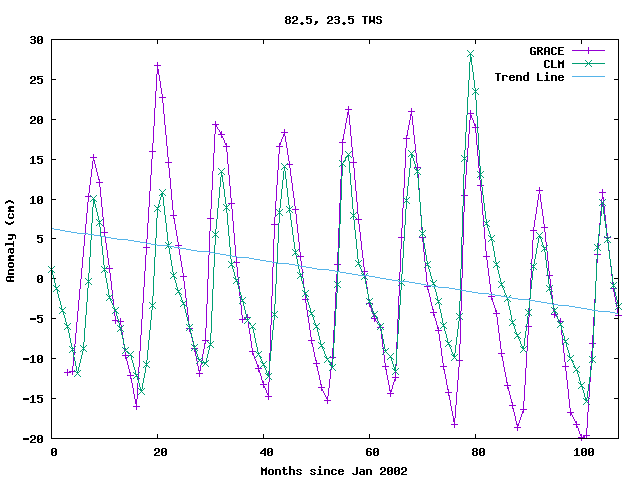 82.5, 23.5 TWS
GRACE
CLM
Trend Line
30
25
20
15
10
5
0
-5
-10
-15
-20
Anomaly (cm)
0 20 40 60 80 100
Months since Jan 2002